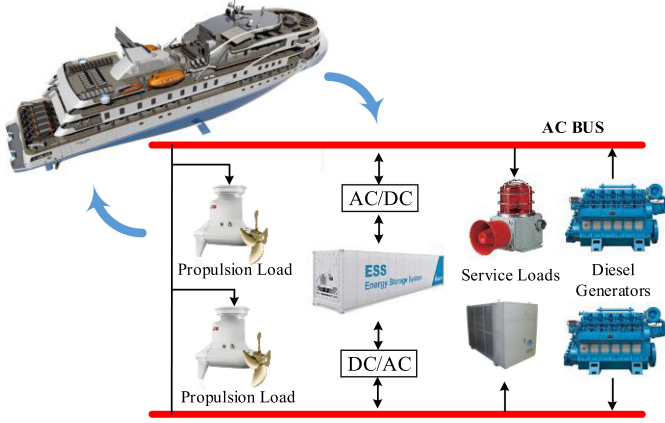 AC BUS
AC/DC
ESS
Energy Storage System
Propulsion Load
Service Loads
Diesel
Generators
DC/AC
Propulsion Load